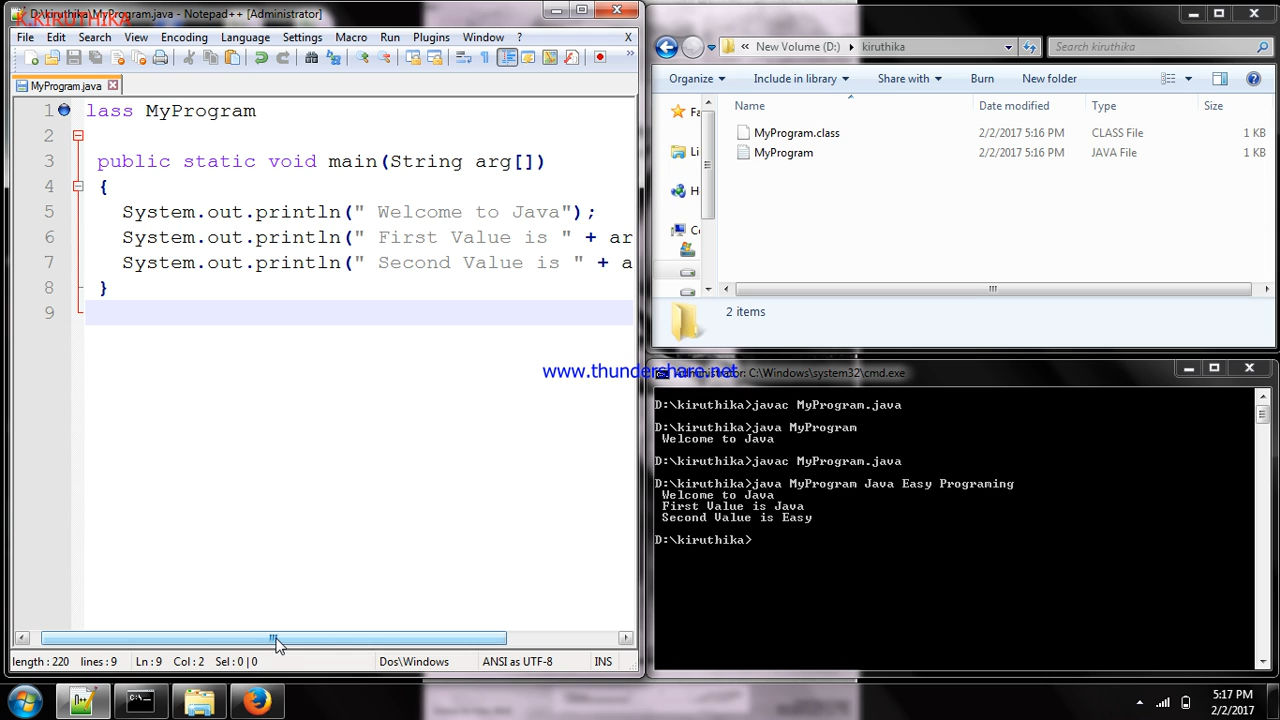 D:\kiruthika\MyProgram.java - Notepad++ [Administrator]
K.KIRUTHIKA
File Edit Search View Encoding Language Settings Macro Run Plugins Window ? X
MyProgram.java
1 lass MyProgram
2
3 public static void main(String arg[])
4 {
5 System.out.println(" Welcome to Java");
6 System.out.println(" First Value is " + ar
7 System.out.println(" Second Value is " + a
8 }
9
length : 220 lines : 9 Ln : 9 Col : 2 Sel : 0 | 0 Dos\Windows ANSI as UTF-8 INS
New Volume (D:) kiruthika Search kiruthika
Organize Include in library Share with Burn New folder
Name Date modified Type Size
Fa
Li
H
Co
MyProgram.class 2/2/2017 5:16 PM CLASS File 1 KB
MyProgram 2/2/2017 5:16 PM JAVA File 1 KB
2 items
www.thundershare.net
Administrator: C:\Windows\system32\cmd.exe
D:\kiruthika>javac MyProgram.java
D:\kiruthika>java MyProgram
Welcome to Java
D:\kiruthika>javac MyProgram.java
D:\kiruthika>java MyProgram Java Easy Programing
Welcome to Java
First Value is Java
Second Value is Easy
D:\kiruthika>
5:17 PM
2/2/2017